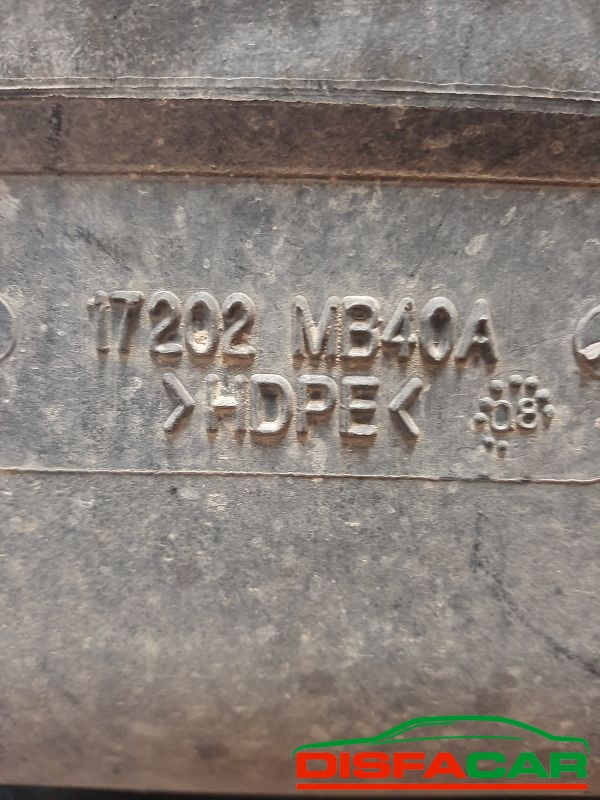 17202 MB40A
>HDPE<
08
DISFACAR